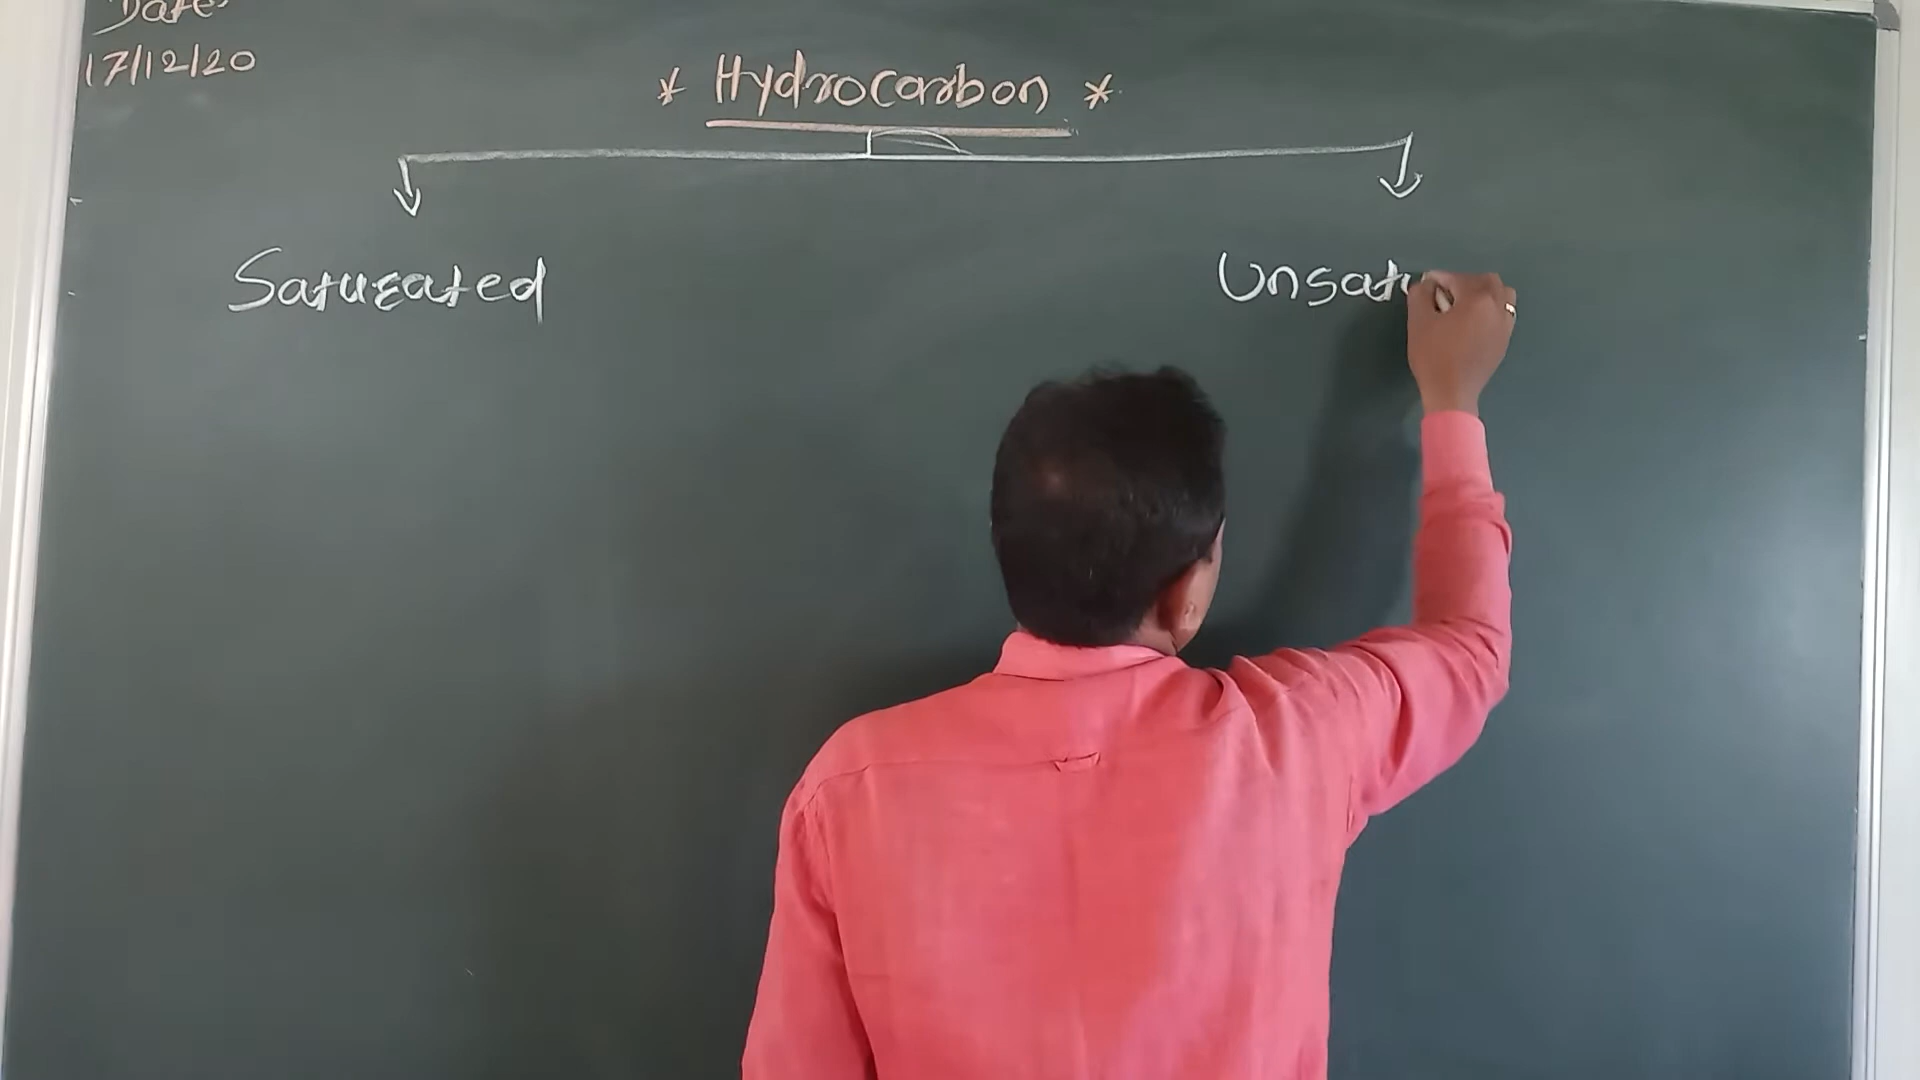 Date:
17/12/20
* Hydrocarbon *
Saturated
Unsatu